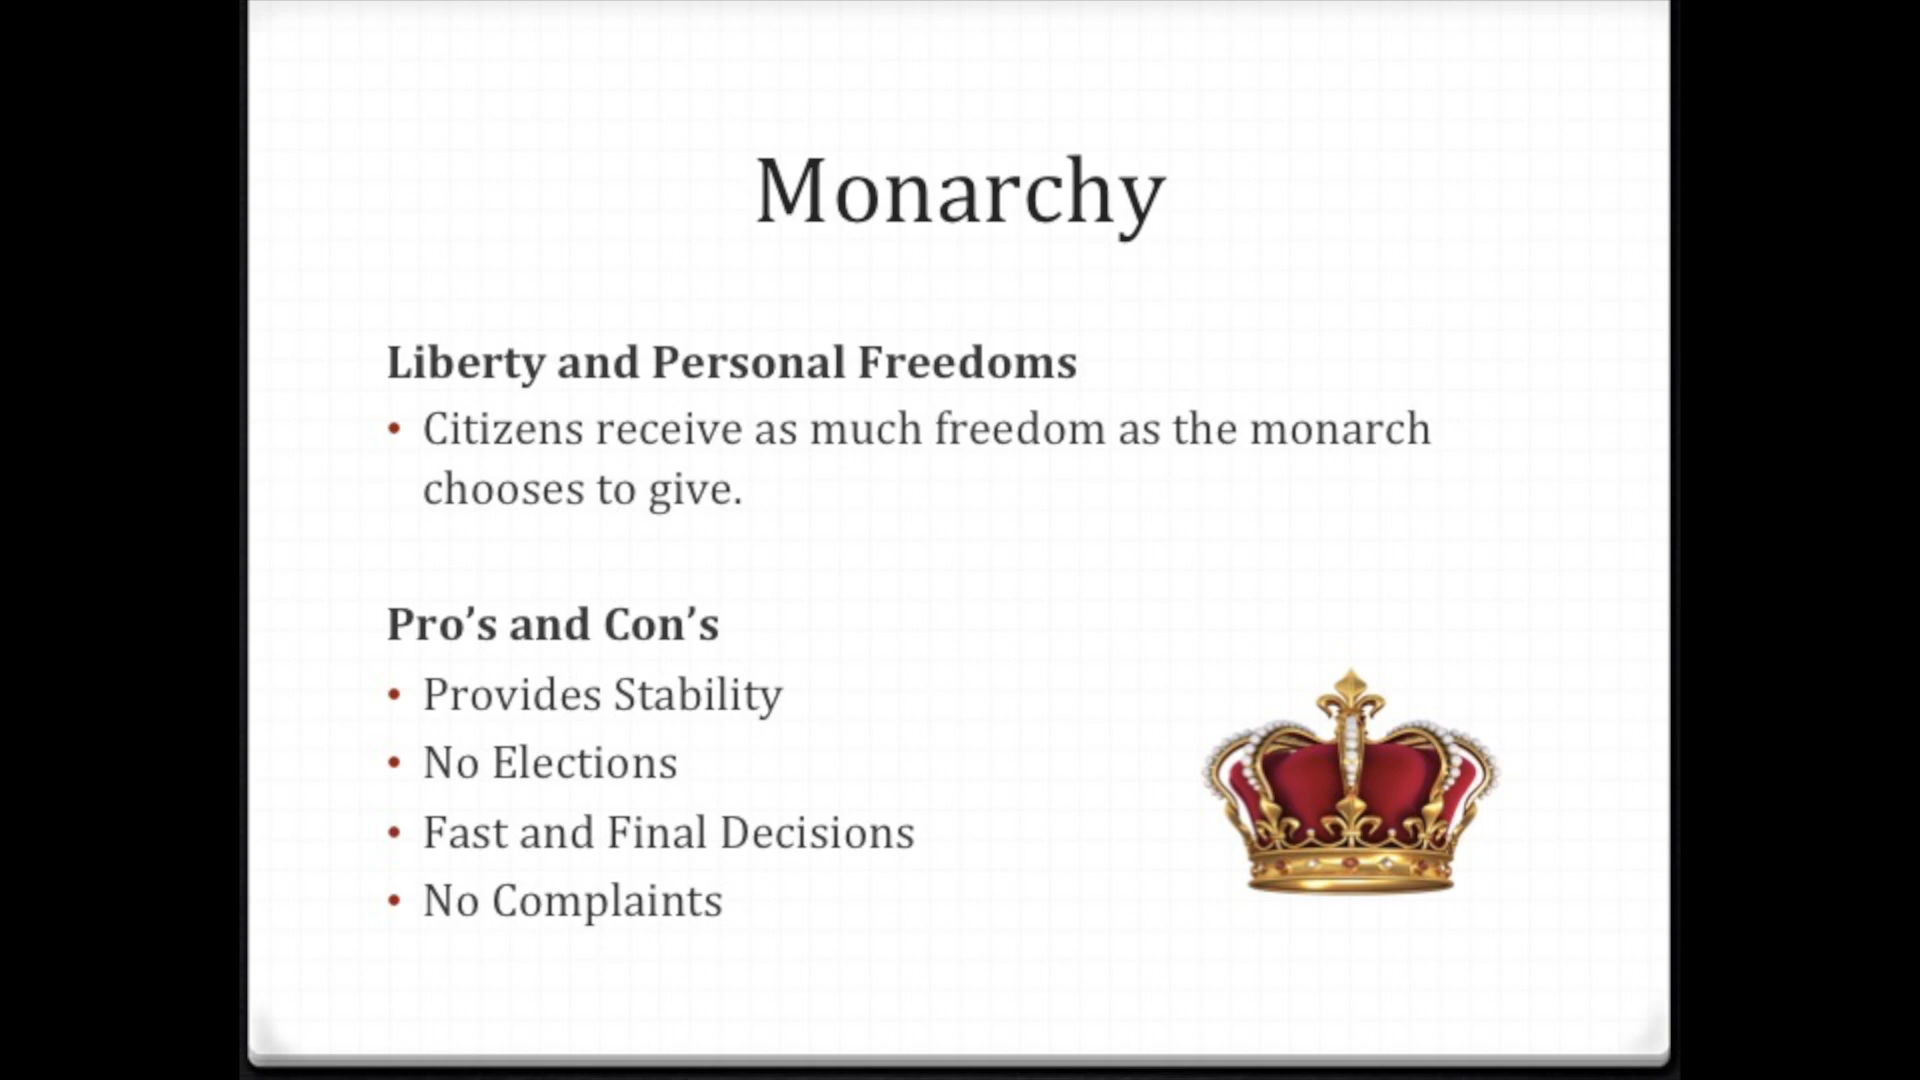 Monarchy
Liberty and Personal Freedoms
• Citizens receive as much freedom as the monarch
chooses to give.
Pro’s and Con’s
• Provides Stability
• No Elections
• Fast and Final Decisions
• No Complaints